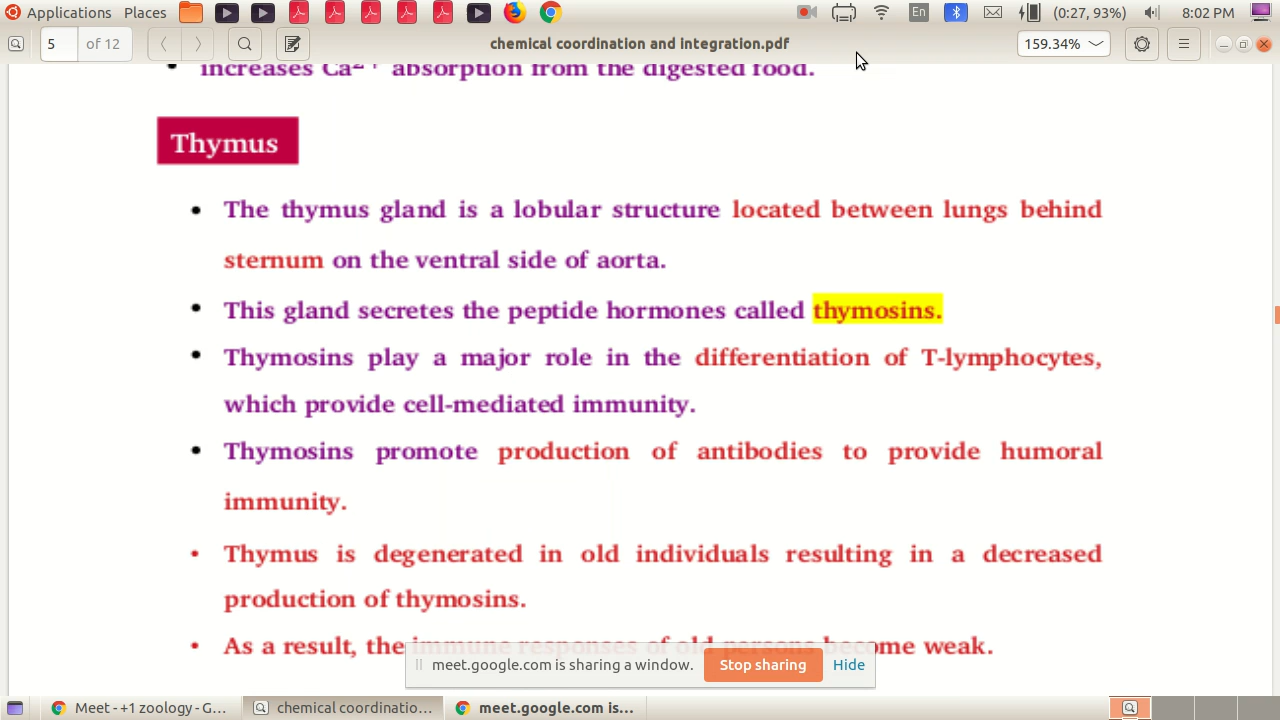 Applications Places En (0:27, 93%) 8:02 PM
5 of 12 chemical coordination and integration.pdf 159.34%
increases Ca2+ absorption from the digested food.
Thymus
• The thymus gland is a lobular structure located between lungs behind
sternum on the ventral side of aorta.
• This gland secretes the peptide hormones called thymosins.
• Thymosins play a major role in the differentiation of T-lymphocytes,
which provide cell-mediated immunity.
• Thymosins promote production of antibodies to provide humoral
immunity.
• Thymus is degenerated in old individuals resulting in a decreased
production of thymosins.
• As a result, the immune responses of old persons become weak.
meet.google.com is sharing a window. Stop sharing Hide
Meet - +1 zoology - G... chemical coordinatio... meet.google.com is...